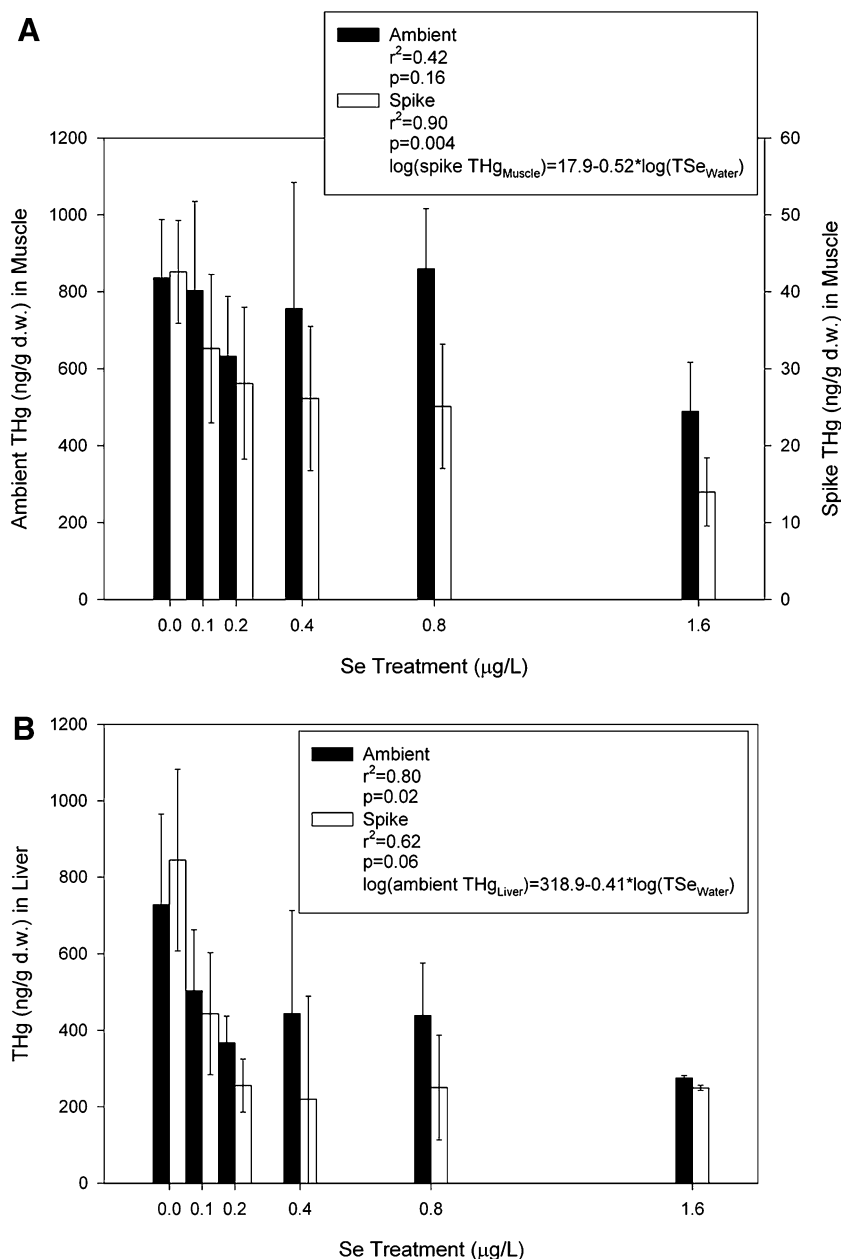 A
Ambient
r²=0.42
p=0.16
Spike
r²=0.90
p=0.004
log(spike THg_Muscle)=17.9-0.52*log(TSe_Water)
1200
1000
800
600
400
200
0
Ambient THg (ng/g d.w.) in Muscle
60
50
40
30
20
10
0
Spike THg (ng/g d.w.) in Muscle
0.0 0.1 0.2 0.4 0.8 1.6
Se Treatment (μg/L)
B
Ambient
r²=0.80
p=0.02
Spike
r²=0.62
p=0.06
log(ambient THg_Liver)=318.9-0.41*log(TSe_Water)
1200
1000
800
600
400
200
0
THg (ng/g d.w.) in Liver
0.0 0.1 0.2 0.4 0.8 1.6
Se Treatment (μg/L)